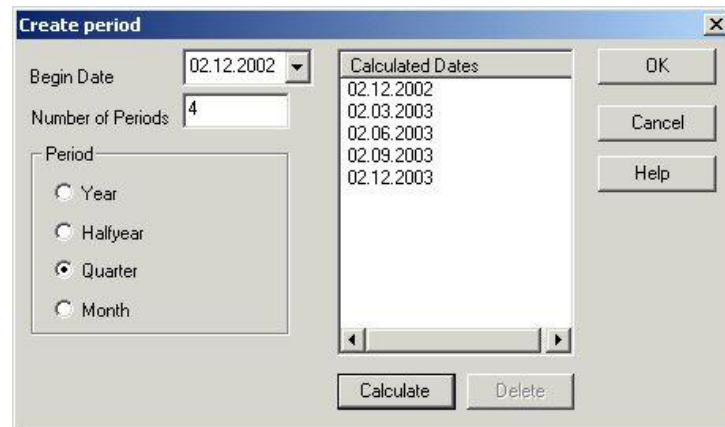 Create period
Begin Date
02.12.2002
Number of Periods
4
Period
Year
Halfyear
Quarter
Month
Calculated Dates
02.12.2002
02.03.2003
02.06.2003
02.09.2003
02.12.2003
Calculate
Delete
OK
Cancel
Help